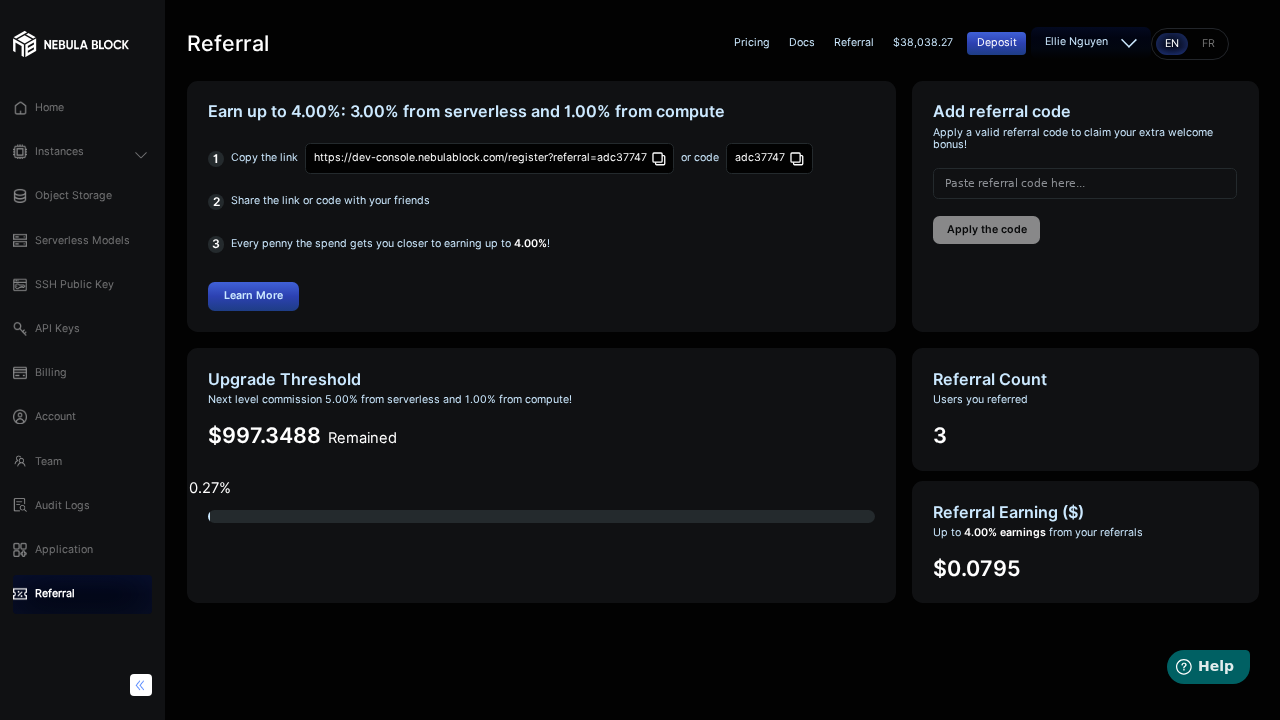 NEBULA BLOCK
Home
Instances
Object Storage
Serverless Models
SSH Public Key
API Keys
Billing
Account
Team
Audit Logs
Application
Referral
Referral
Pricing
Docs
Referral
$38,038.27
Deposit
Ellie Nguyen
EN
FR
Earn up to 4.00%: 3.00% from serverless and 1.00% from compute
1 Copy the link https://dev-console.nebulablock.com/register?referral=adc37747 or code adc37747
2 Share the link or code with your friends
3 Every penny the spend gets you closer to earning up to 4.00%!
Learn More
Add referral code
Apply a valid referral code to claim your extra welcome
bonus!
Paste referral code here...
Apply the code
Upgrade Threshold
Next level commission 5.00% from serverless and 1.00% from compute!
$997.3488 Remained
0.27%
Referral Count
Users you referred
3
Referral Earning ($)
Up to 4.00% earnings from your referrals
$0.0795
Help